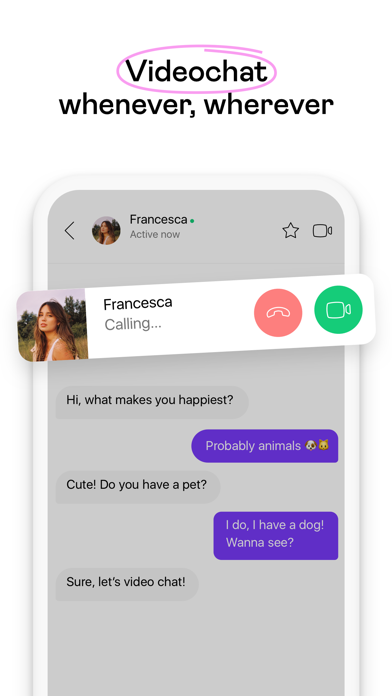 Videochat
whenever, wherever
Francesca
Active now
Francesca
Calling...
Hi, what makes you happiest?
Probably animals 🐶🐱
Cute! Do you have a pet?
I do, I have a dog!
Wanna see?
Sure, let's video chat!